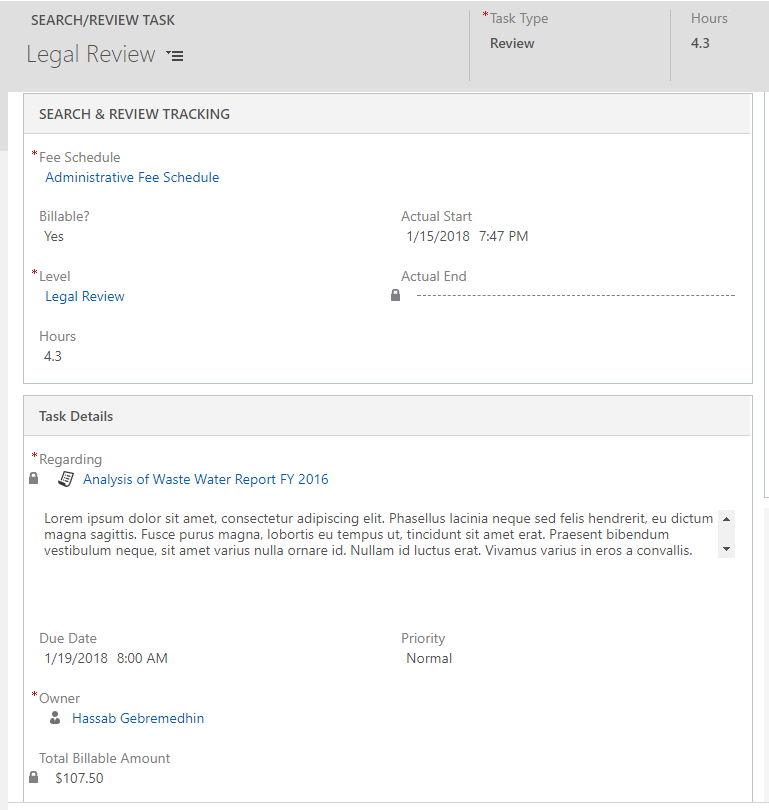 SEARCH/REVIEW TASK
Legal Review
*Task Type
Review
Hours
4.3
SEARCH & REVIEW TRACKING
*Fee Schedule
Administrative Fee Schedule
Billable?
Yes
Actual Start
1/15/2018 7:47 PM
*Level
Legal Review
Actual End
Hours
4.3
Task Details
*Regarding
Analysis of Waste Water Report FY 2016
Lorem ipsum dolor sit amet, consectetur adipiscing elit. Phasellus lacinia neque sed felis hendrerit, eu dictum
magna sagittis. Fusce purus magna, lobortis eu tempus ut, tincidunt sit amet erat. Praesent bibendum
vestibulum neque, sit amet varius nulla ornare id. Nullam id luctus erat. Vivamus varius in eros a convallis.
Due Date
1/19/2018 8:00 AM
Priority
Normal
*Owner
Hassab Gebremedhin
Total Billable Amount
$107.50